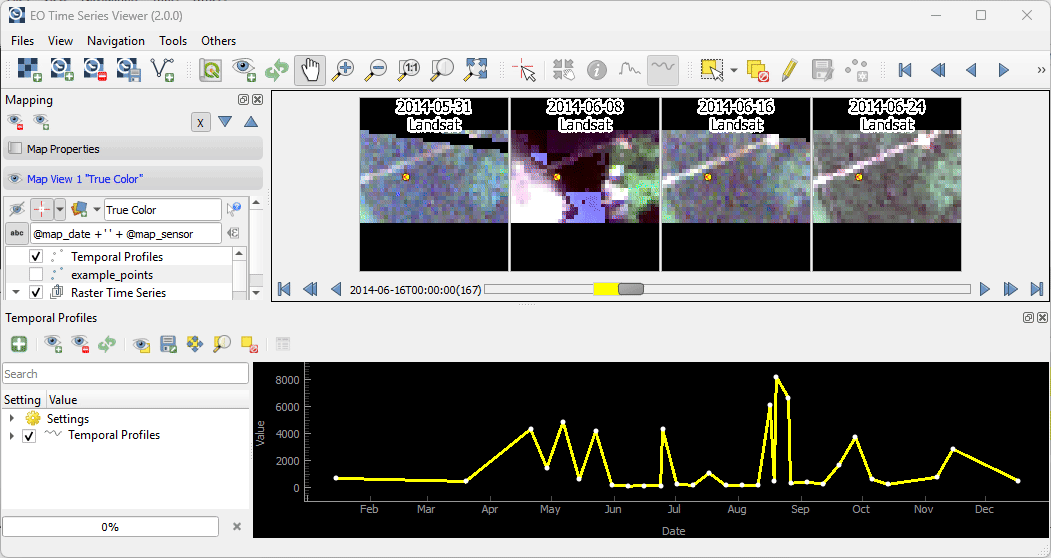 EO Time Series Viewer (2.0.0)
Files View Navigation Tools Others
1:1
Mapping
x
Map Properties
Map View 1 "True Color"
True Color
abc @map_date + ' ' + @map_sensor
Temporal Profiles
example_points
Raster Time Series
2014-05-31
Landsat
2014-06-08
Landsat
2014-06-16
Landsat
2014-06-24
Landsat
2014-06-16T00:00:00(167)
Temporal Profiles
Search
Setting Value
Settings
Temporal Profiles
0%
8000
6000
4000
2000
0
Value
Feb Mar Apr May Jun Jul Aug Sep Oct Nov Dec
Date